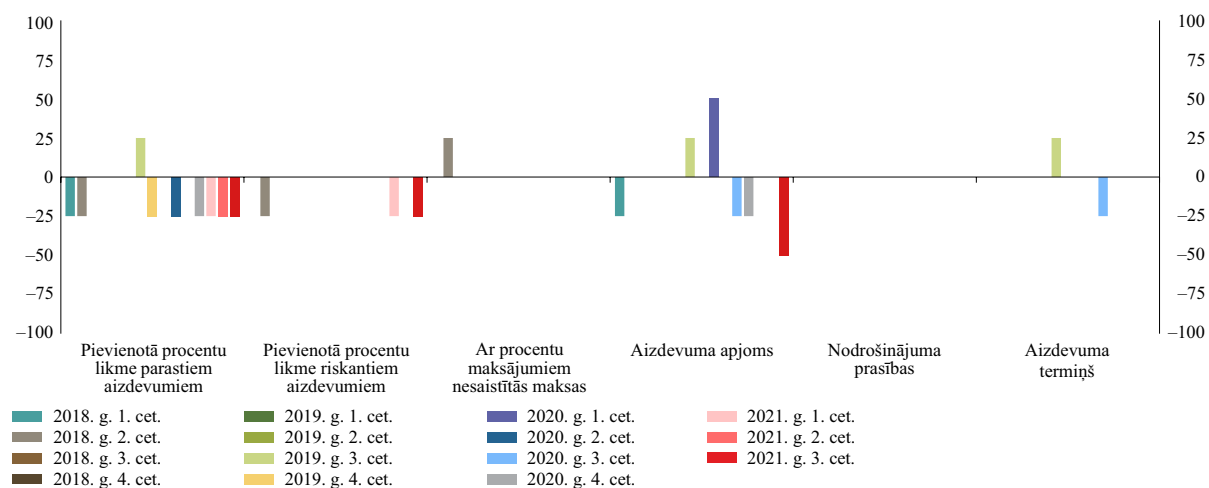 100 100
75 75
50 50
25 25
0 0
–25 –25
–50 –50
–75 –75
–100 –100
Pievienotā procentu
likme parastiem
aizdevumiem
Pievienotā procentu
likme riskantiem
aizdevumiem
Ar procentu
maksājumiem
nesaistītās maksas
Aizdevuma apjoms
Nodrošinājuma
prasības
Aizdevuma
termiņš
2018. g. 1. cet.
2018. g. 2. cet.
2018. g. 3. cet.
2018. g. 4. cet.
2019. g. 1. cet.
2019. g. 2. cet.
2019. g. 3. cet.
2019. g. 4. cet.
2020. g. 1. cet.
2020. g. 2. cet.
2020. g. 3. cet.
2020. g. 4. cet.
2021. g. 1. cet.
2021. g. 2. cet.
2021. g. 3. cet.